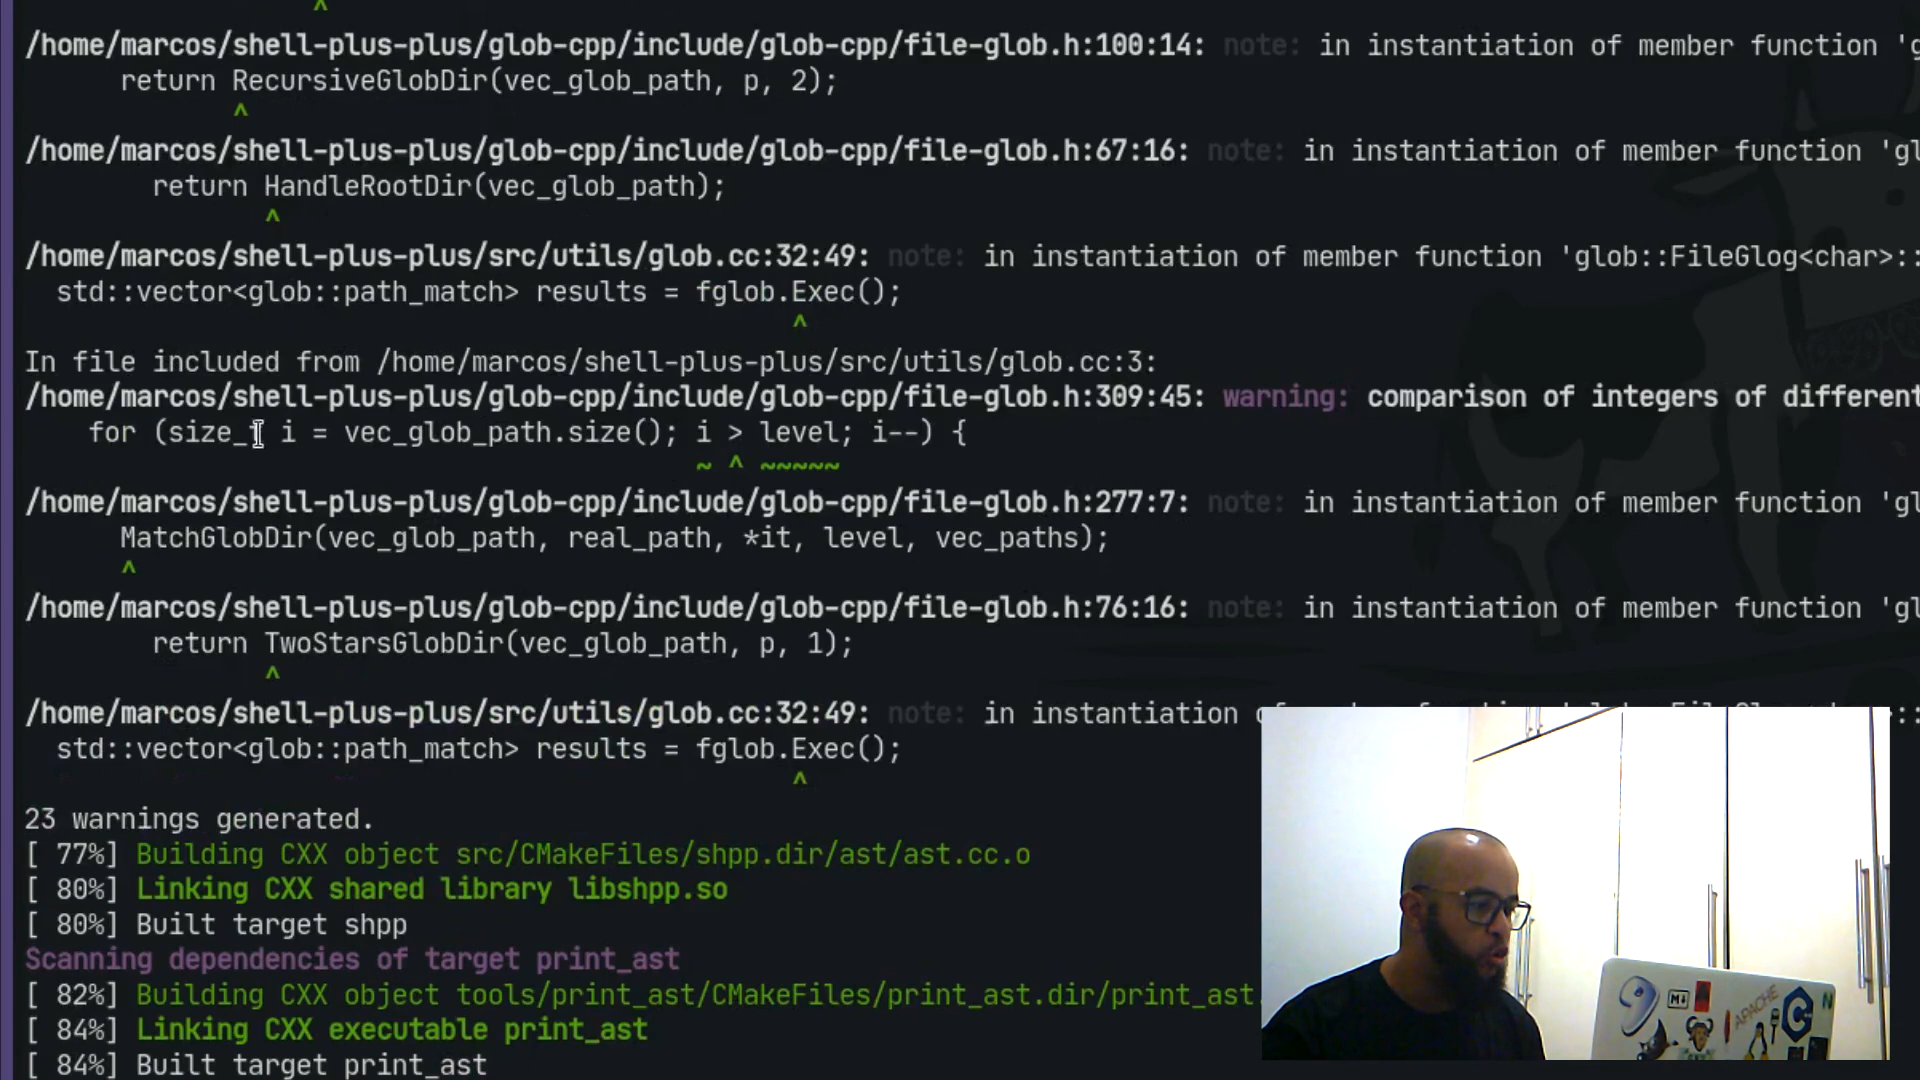 /home/marcos/shell-plus-plus/glob-cpp/include/glob-cpp/file-glob.h:100:14: note: in instantiation of member function 'g
return RecursiveGlobDir(vec_glob_path, p, 2);
^
/home/marcos/shell-plus-plus/glob-cpp/include/glob-cpp/file-glob.h:67:16: note: in instantiation of member function 'gl
return HandleRootDir(vec_glob_path);
^
/home/marcos/shell-plus-plus/src/utils/glob.cc:32:49: note: in instantiation of member function 'glob::FileGlog<char>::
std::vector<glob::path_match> results = fglob.Exec();
^
In file included from /home/marcos/shell-plus-plus/src/utils/glob.cc:3:
/home/marcos/shell-plus-plus/glob-cpp/include/glob-cpp/file-glob.h:309:45: warning: comparison of integers of different
for (size_t i = vec_glob_path.size(); i > level; i--) {
~ ^ ~~~~~
/home/marcos/shell-plus-plus/glob-cpp/include/glob-cpp/file-glob.h:277:7: note: in instantiation of member function 'gl
MatchGlobDir(vec_glob_path, real_path, *it, level, vec_paths);
^
/home/marcos/shell-plus-plus/glob-cpp/include/glob-cpp/file-glob.h:76:16: note: in instantiation of member function 'gl
return TwoStarsGlobDir(vec_glob_path, p, 1);
^
/home/marcos/shell-plus-plus/src/utils/glob.cc:32:49: note: in instantiation
std::vector<glob::path_match> results = fglob.Exec();
^
23 warnings generated.
[ 77%] Building CXX object src/CMakeFiles/shpp.dir/ast/ast.cc.o
[ 80%] Linking CXX shared library libshpp.so
[ 80%] Built target shpp
Scanning dependencies of target print_ast
[ 82%] Building CXX object tools/print_ast/CMakeFiles/print_ast.dir/print_ast.
[ 84%] Linking CXX executable print_ast
[ 84%] Built target print_ast
APACHE